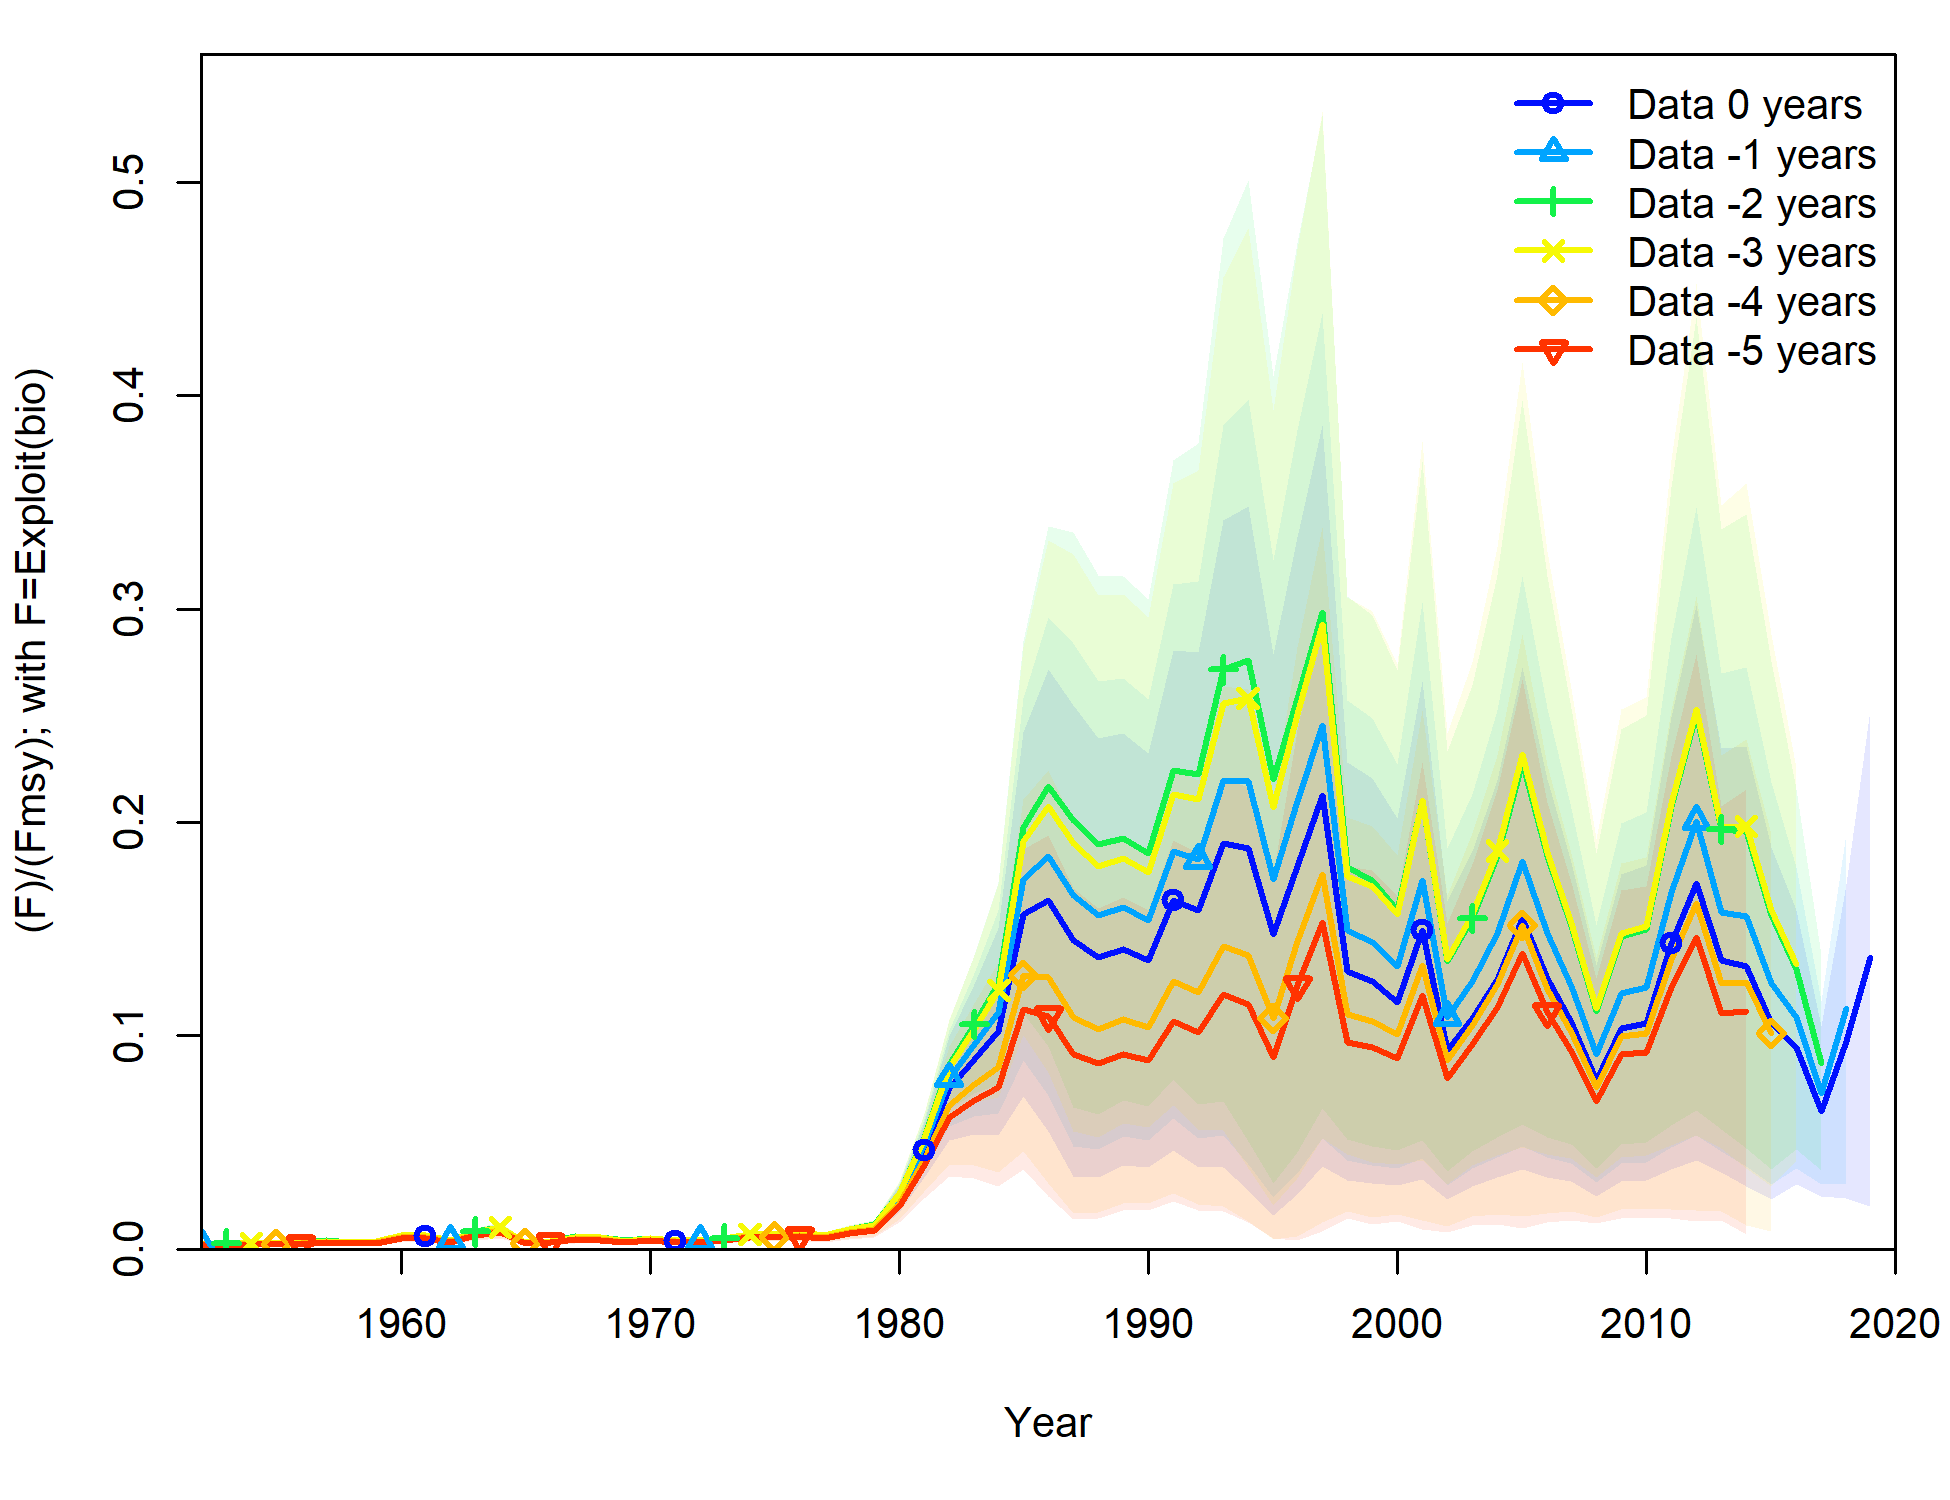 (F)/(Fmsy); with F=Exploit(bio)
0.5
0.4
0.3
0.2
0.1
0.0
Data 0 years
Data -1 years
Data -2 years
Data -3 years
Data -4 years
Data -5 years
1960 1970 1980 1990 2000 2010 2020
Year